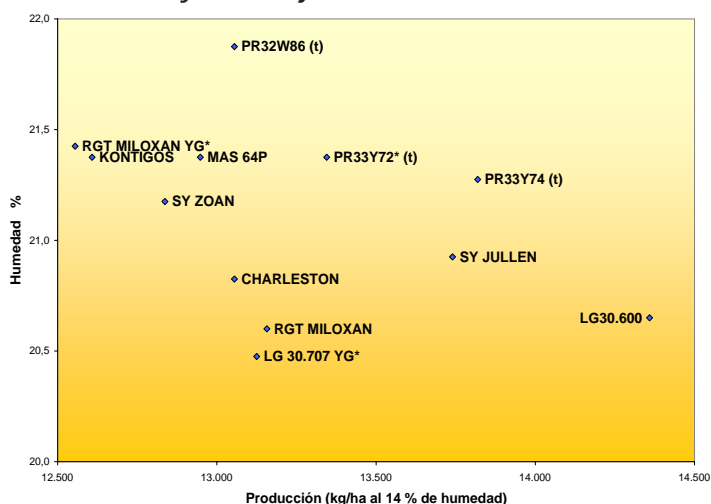 22,0
PR32W86 (t)
21,5
RGT MILOXAN YG*
KONTIGOS
MAS 64P
PR33Y72* (t)
PR33Y74 (t)
SY ZOAN
Humedad %
21,0
SY JULLEN
CHARLESTON
LG30.600
RGT MILOXAN
20,5
LG 30.707 YG*
20,0
12.500
13.000
13.500
14.000
14.500
Producción (kg/ha al 14 % de humedad)